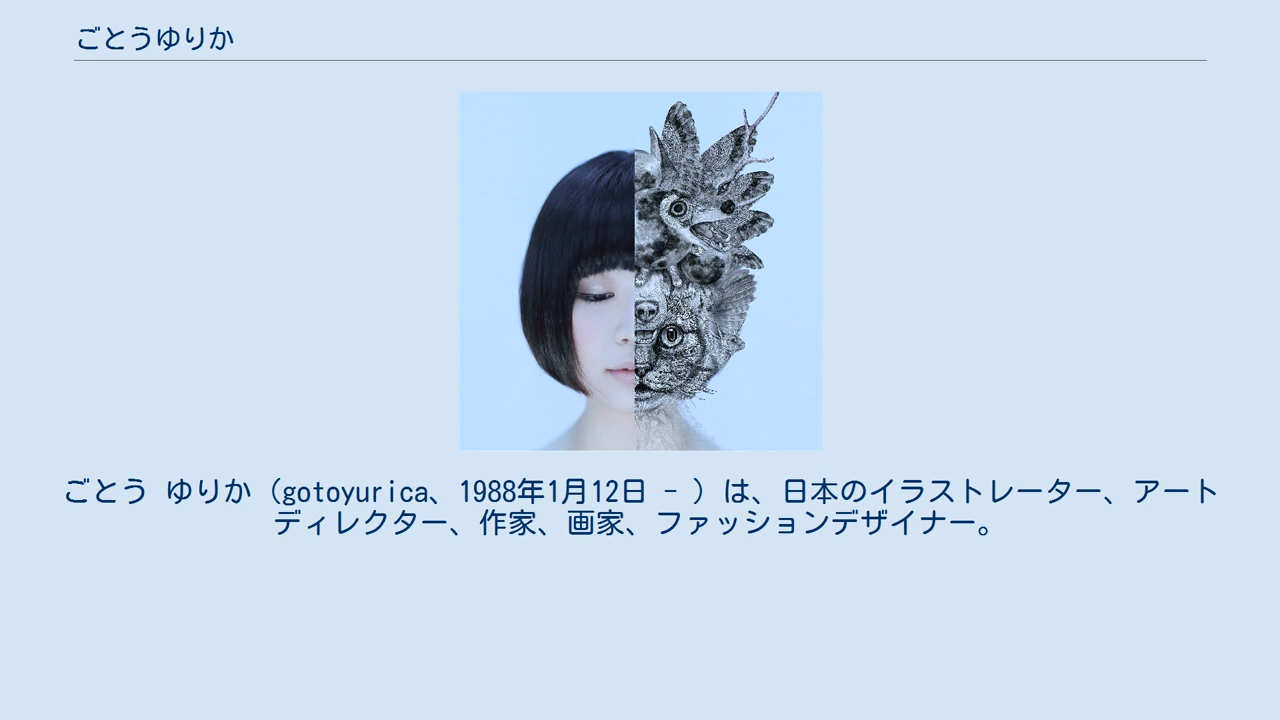 ごとうゆりか
ごとう ゆりか（gotoyurica、1988年1月12日 - ）は、日本のイラストレーター、アート
ディレクター、作家、画家、ファッションデザイナー。